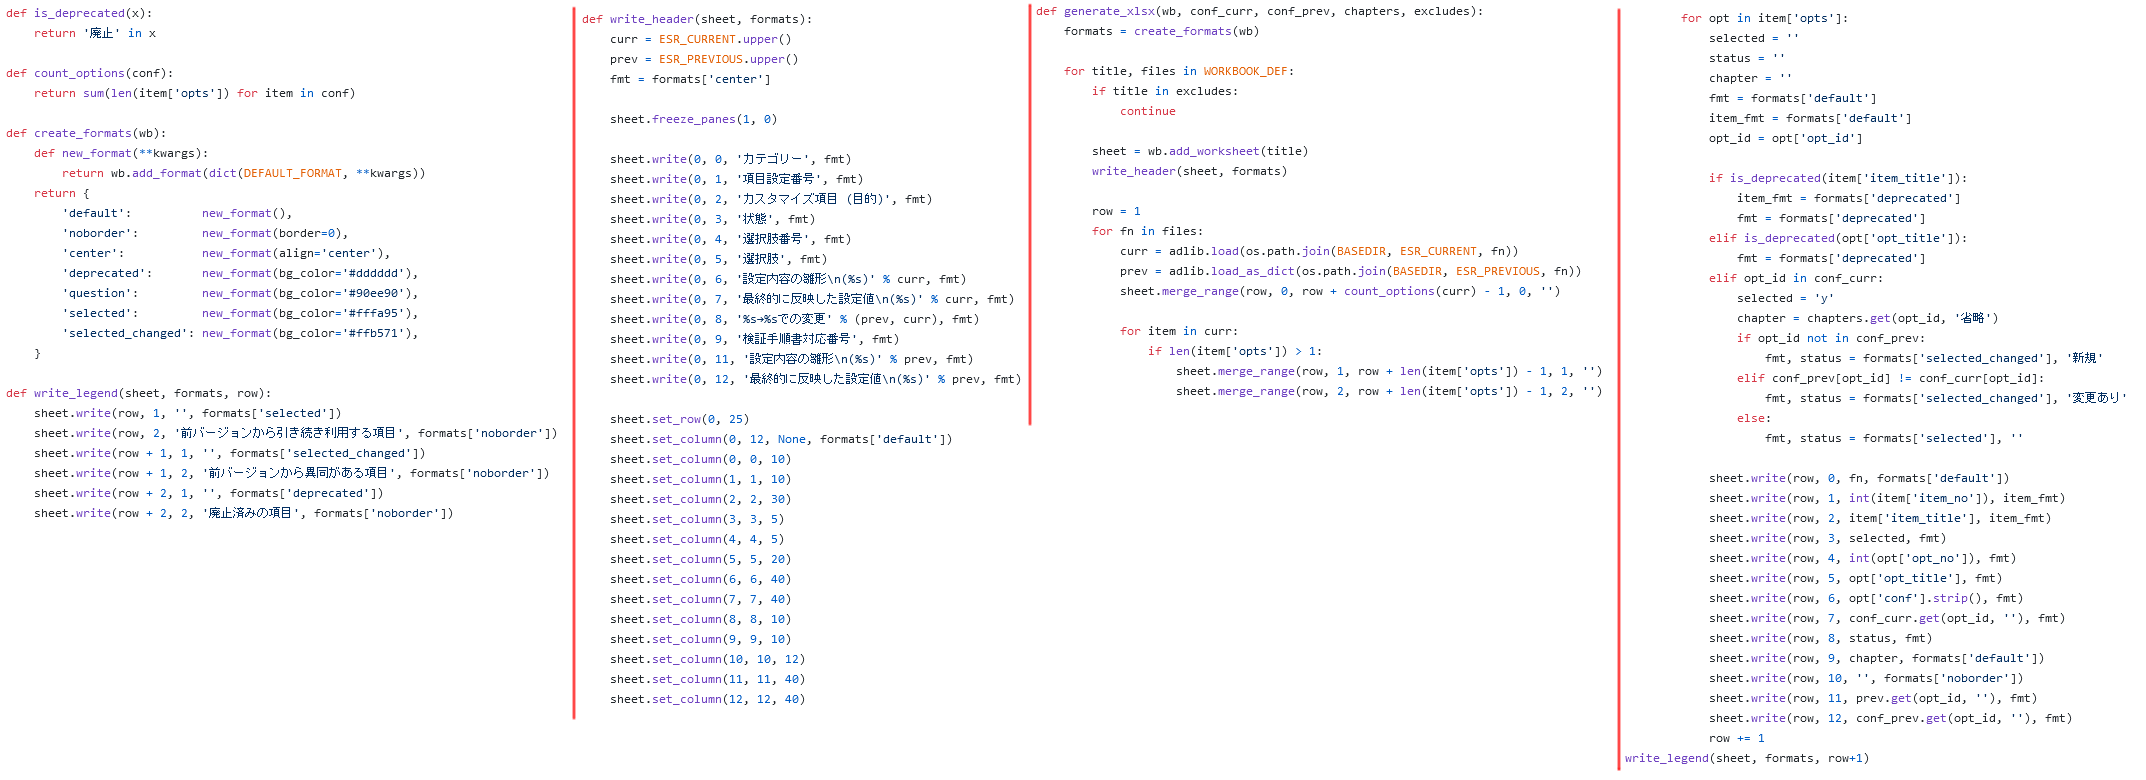 def is_deprecated(x):
    return '廃止' in x

def count_options(conf):
    return sum(len(item['opts']) for item in conf)

def create_formats(wb):
    def new_format(**kwargs):
        return wb.add_format(dict(DEFAULT_FORMAT, **kwargs))
    return {
        'default':          new_format(),
        'noborder':         new_format(border=0),
        'center':           new_format(align='center'),
        'deprecated':       new_format(bg_color='#dddddd'),
        'question':         new_format(bg_color='#90ee90'),
        'selected':         new_format(bg_color='#fffa95'),
        'selected_changed': new_format(bg_color='#ffb571'),
    }

def write_legend(sheet, formats, row):
    sheet.write(row, 1, '', formats['selected'])
    sheet.write(row, 2, '前バージョンから引き続き利用する項目', formats['noborder'])
    sheet.write(row + 1, 1, '', formats['selected_changed'])
    sheet.write(row + 1, 2, '前バージョンから異同がある項目', formats['noborder'])
    sheet.write(row + 2, 1, '', formats['deprecated'])
    sheet.write(row + 2, 2, '廃止済みの項目', formats['noborder'])

def write_header(sheet, formats):
    curr = ESR_CURRENT.upper()
    prev = ESR_PREVIOUS.upper()
    fmt = formats['center']

    sheet.freeze_panes(1, 0)

    sheet.write(0, 0, 'カテゴリー', fmt)
    sheet.write(0, 1, '項目設定番号', fmt)
    sheet.write(0, 2, 'カスタマイズ項目 (目的)', fmt)
    sheet.write(0, 3, '状態', fmt)
    sheet.write(0, 4, '選択肢番号', fmt)
    sheet.write(0, 5, '選択肢', fmt)
    sheet.write(0, 6, '設定内容の雛形\n(%s)' % curr, fmt)
    sheet.write(0, 7, '最終的に反映した設定値\n(%s)' % curr, fmt)
    sheet.write(0, 8, '%s→%sでの変更' % (prev, curr), fmt)
    sheet.write(0, 9, '検証手順書対応番号', fmt)
    sheet.write(0, 11, '設定内容の雛形\n(%s)' % prev, fmt)
    sheet.write(0, 12, '最終的に反映した設定値\n(%s)' % prev, fmt)

    sheet.set_row(0, 25)
    sheet.set_column(0, 12, None, formats['default'])
    sheet.set_column(0, 0, 10)
    sheet.set_column(1, 1, 10)
    sheet.set_column(2, 2, 30)
    sheet.set_column(3, 3, 5)
    sheet.set_column(4, 4, 5)
    sheet.set_column(5, 5, 20)
    sheet.set_column(6, 6, 40)
    sheet.set_column(7, 7, 40)
    sheet.set_column(8, 8, 10)
    sheet.set_column(9, 9, 10)
    sheet.set_column(10, 10, 12)
    sheet.set_column(11, 11, 40)
    sheet.set_column(12, 12, 40)

def generate_xlsx(wb, conf_curr, conf_prev, chapters, excludes):
    formats = create_formats(wb)

    for title, files in WORKBOOK_DEF:
        if title in excludes:
            continue

        sheet = wb.add_worksheet(title)
        write_header(sheet, formats)

        row = 1
        for fn in files:
            curr = adlib.load(os.path.join(BASEDIR, ESR_CURRENT, fn))
            prev = adlib.load_as_dict(os.path.join(BASEDIR, ESR_PREVIOUS, fn))
            sheet.merge_range(row, 0, row + count_options(curr) - 1, 0, '')

            for item in curr:
                if len(item['opts']) > 1:
                    sheet.merge_range(row, 1, row + len(item['opts']) - 1, 1, '')
                    sheet.merge_range(row, 2, row + len(item['opts']) - 1, 2, '')

        for opt in item['opts']:
            selected = ''
            status = ''
            chapter = ''
            fmt = formats['default']
            item_fmt = formats['default']
            opt_id = opt['opt_id']

            if is_deprecated(item['item_title']):
                item_fmt = formats['deprecated']
                fmt = formats['deprecated']
            elif is_deprecated(opt['opt_title']):
                fmt = formats['deprecated']
            elif opt_id in conf_curr:
                selected = 'y'
                chapter = chapters.get(opt_id, '省略')
                if opt_id not in conf_prev:
                    fmt, status = formats['selected_changed'], '新規'
                elif conf_prev[opt_id] != conf_curr[opt_id]:
                    fmt, status = formats['selected_changed'], '変更あり'
                else:
                    fmt, status = formats['selected'], ''

            sheet.write(row, 0, fn, formats['default'])
            sheet.write(row, 1, int(item['item_no']), item_fmt)
            sheet.write(row, 2, item['item_title'], item_fmt)
            sheet.write(row, 3, selected, fmt)
            sheet.write(row, 4, int(opt['opt_no']), fmt)
            sheet.write(row, 5, opt['opt_title'], fmt)
            sheet.write(row, 6, opt['conf'].strip(), fmt)
            sheet.write(row, 7, conf_curr.get(opt_id, ''), fmt)
            sheet.write(row, 8, status, fmt)
            sheet.write(row, 9, chapter, formats['default'])
            sheet.write(row, 10, '', formats['noborder'])
            sheet.write(row, 11, prev.get(opt_id, ''), fmt)
            sheet.write(row, 12, conf_prev.get(opt_id, ''), fmt)
            row += 1
write_legend(sheet, formats, row+1)